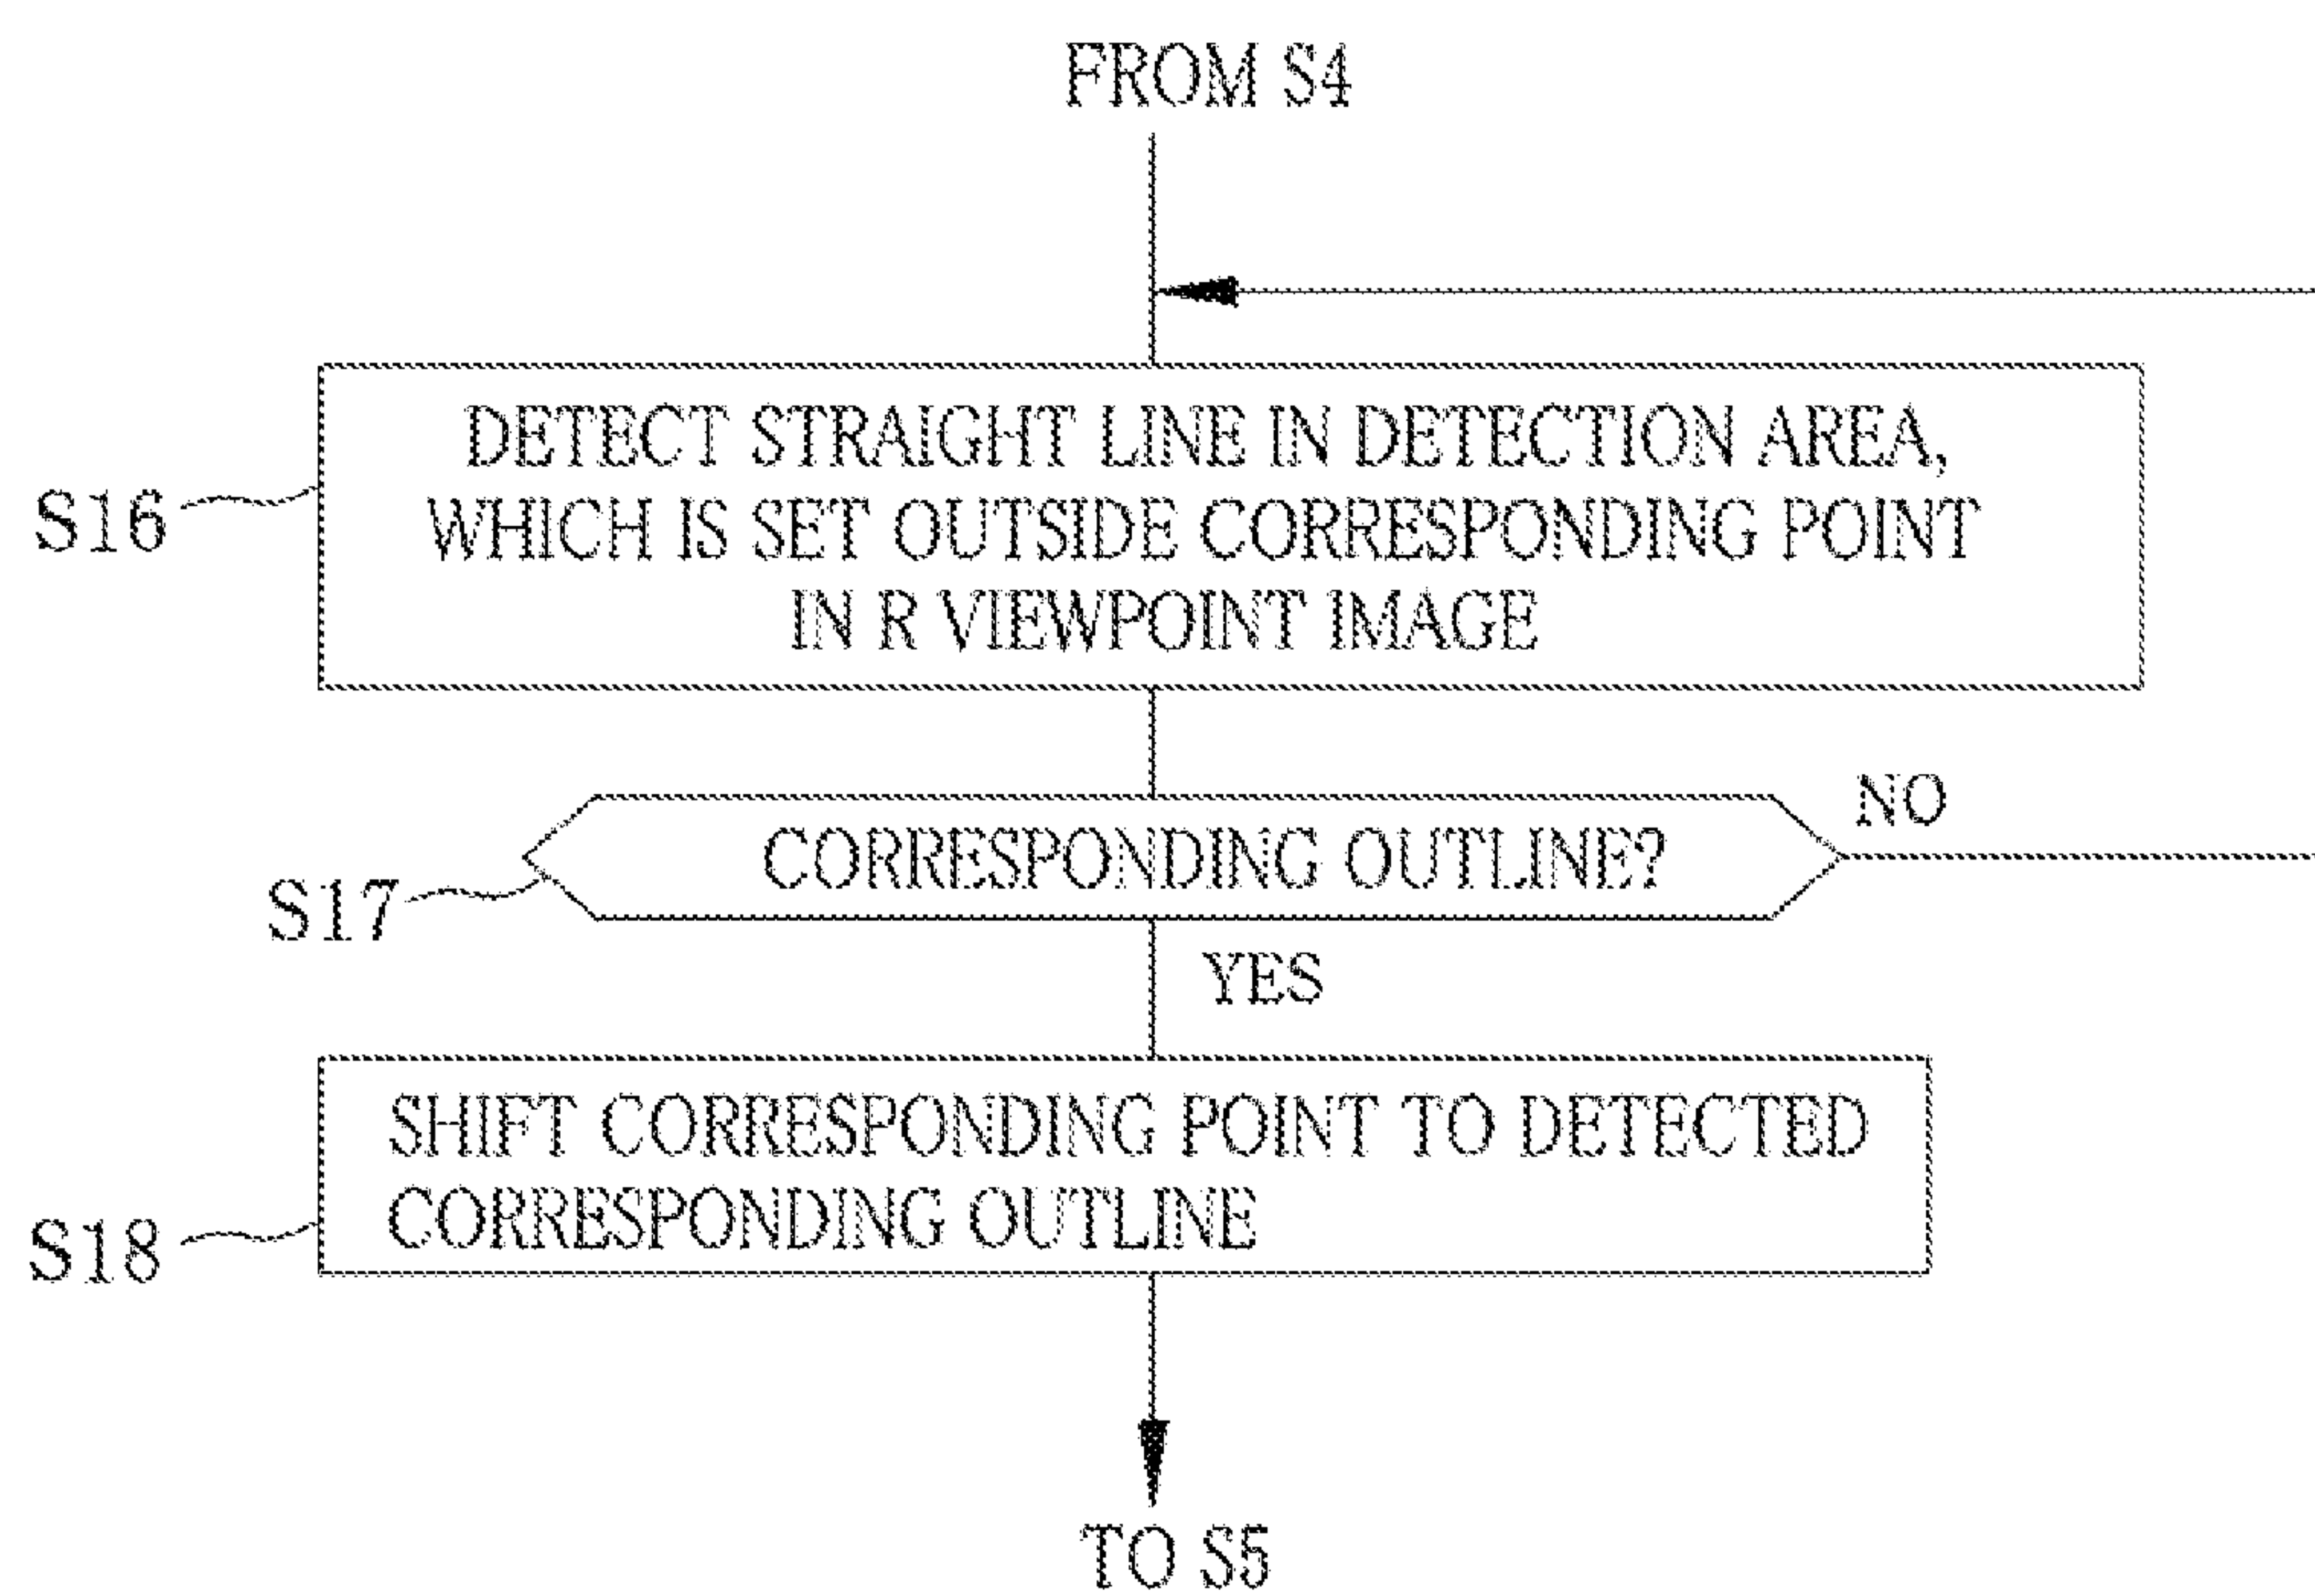 FROM S4
DETECT STRAIGHT LINE IN DETECTION AREA,
WHICH IS SET OUTSIDE CORRESPONDING POINT
IN R VIEWPOINT IMAGE
S16
NO
CORRESPONDING OUTLINE?
S17
YES
SHIFT CORRESPONDING POINT TO DETECTED
CORRESPONDING OUTLINE
S18
TO S5